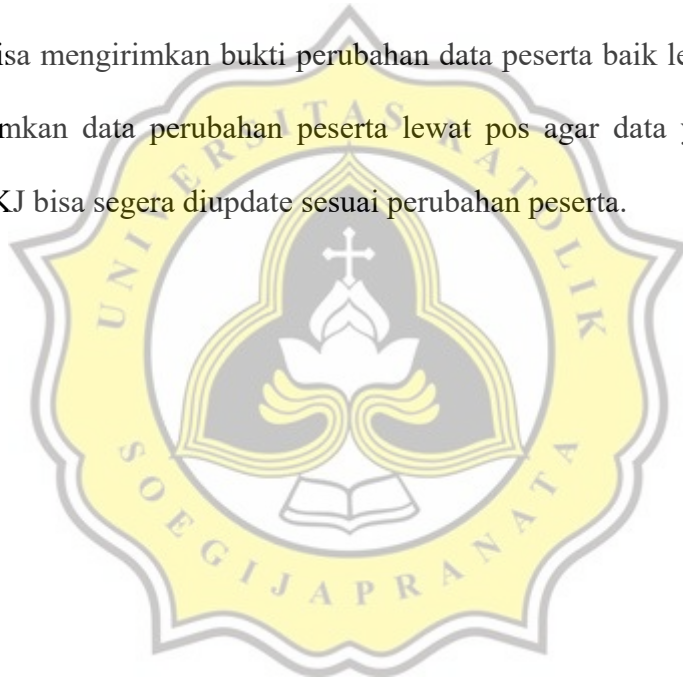 isa mengirimkan bukti perubahan data peserta baik le
mkan data perubahan peserta lewat pos agar data y
KJ bisa segera diupdate sesuai perubahan peserta.
UNIVERSITAS KATOLIK
SOEGIJAPRANATA